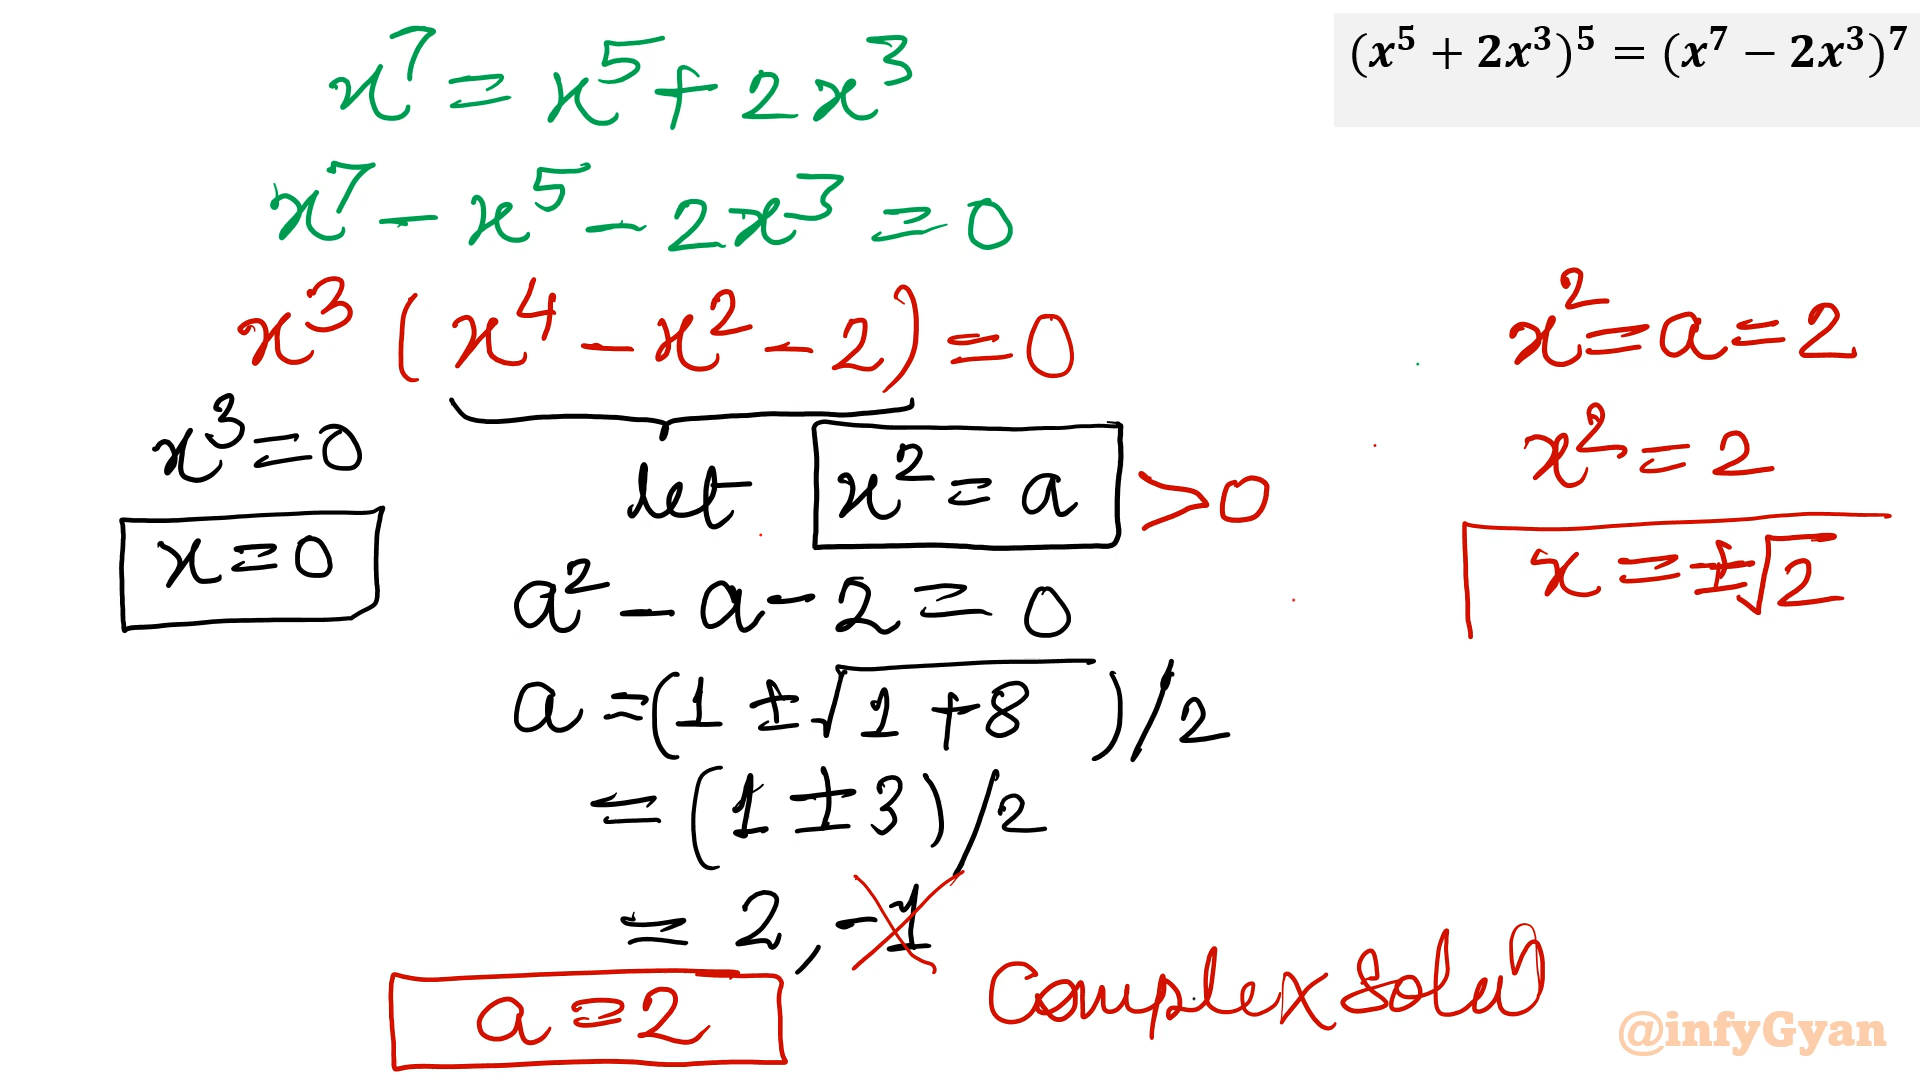 (x⁵ + 2x³)⁵ = (x⁷ − 2x³)⁷
x⁷ = x⁵ + 2x³
x⁷ − x⁵ − 2x³ = 0
x³ (x⁴ − x² − 2) = 0
x³ = 0
x = 0
let x² = a > 0
a² − a − 2 = 0
a = (1 ± √1 + 8)/2
= (1 ± 3)/2
= 2, −1
a = 2
complex soluⁿ
x² = a = 2
x² = 2
x = ±√2
@infyGyan